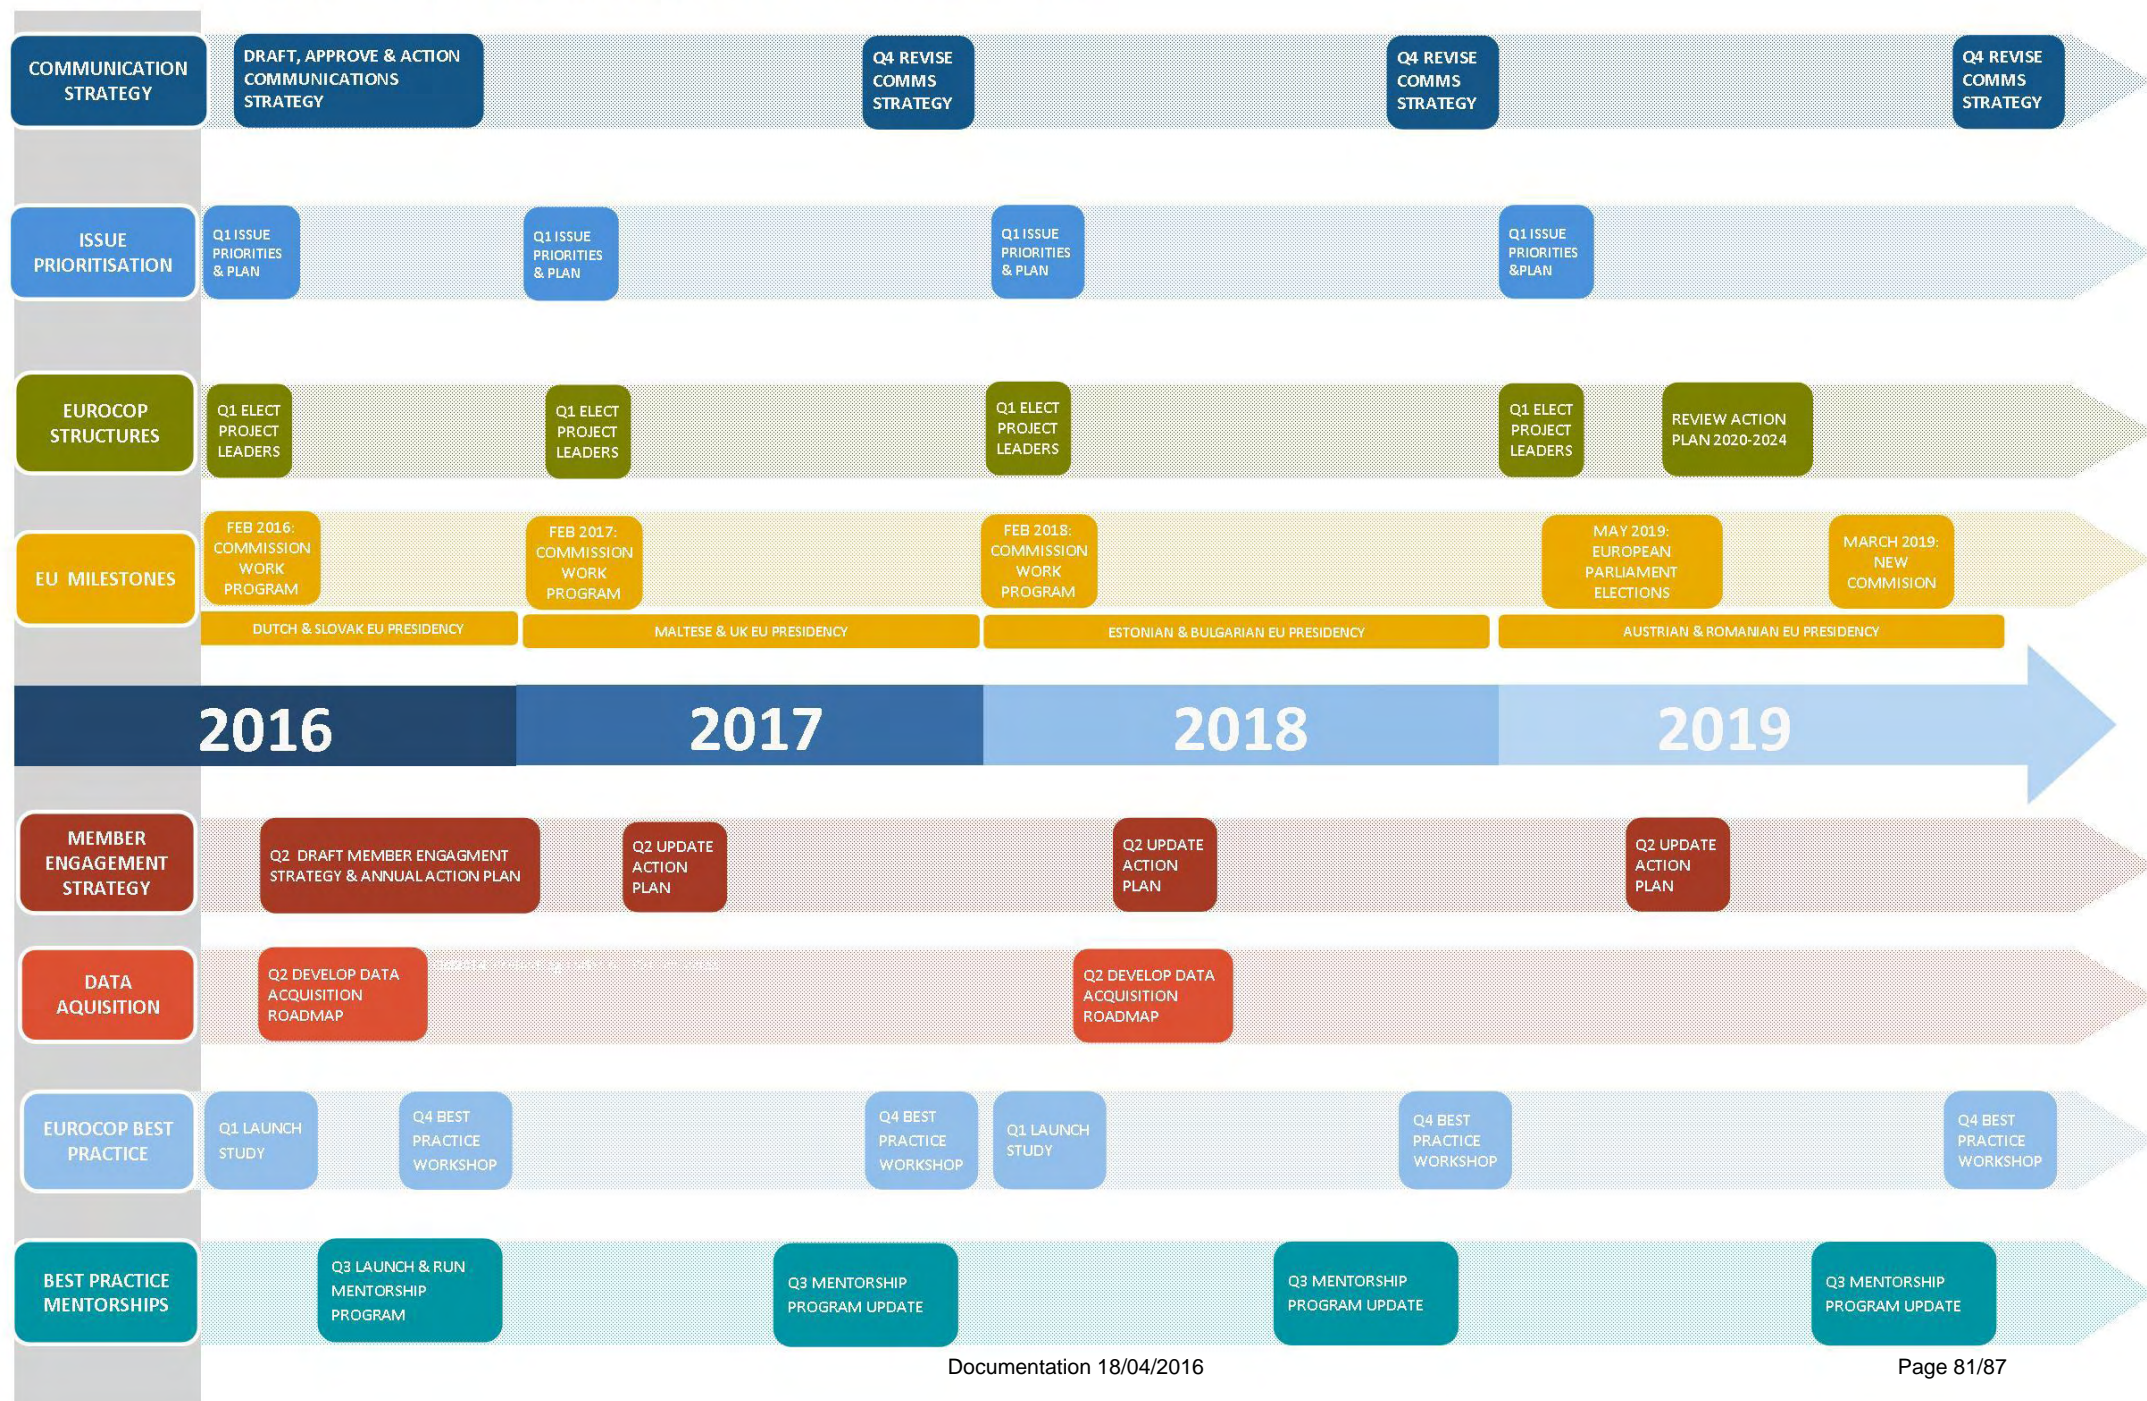 COMMUNICATION
STRATEGY
DRAFT, APPROVE & ACTION
COMMUNICATIONS
STRATEGY
Q4 REVISE
COMMS
STRATEGY
Q4 REVISE
COMMS
STRATEGY
Q4 REVISE
COMMS
STRATEGY
ISSUE
PRIORITISATION
Q1 ISSUE
PRIORITIES
& PLAN
Q1 ISSUE
PRIORITIES
& PLAN
Q1 ISSUE
PRIORITIES
& PLAN
Q1 ISSUE
PRIORITIES
&PLAN
EUROCOP
STRUCTURES
Q1 ELECT
PROJECT
LEADERS
Q1 ELECT
PROJECT
LEADERS
Q1 ELECT
PROJECT
LEADERS
Q1 ELECT
PROJECT
LEADERS
REVIEW ACTION
PLAN 2020-2024
EU MILESTONES
FEB 2016:
COMMISSION
WORK
PROGRAM
FEB 2017:
COMMISSION
WORK
PROGRAM
FEB 2018:
COMMISSION
WORK
PROGRAM
MAY 2019:
EUROPEAN
PARLIAMENT
ELECTIONS
MARCH 2019:
NEW
COMMISION
DUTCH & SLOVAK EU PRESIDENCY
MALTESE & UK EU PRESIDENCY
ESTONIAN & BULGARIAN EU PRESIDENCY
AUSTRIAN & ROMANIAN EU PRESIDENCY
2016
2017
2018
2019
MEMBER
ENGAGEMENT
STRATEGY
Q2 DRAFT MEMBER ENGAGMENT
STRATEGY & ANNUAL ACTION PLAN
Q2 UPDATE
ACTION
PLAN
Q2 UPDATE
ACTION
PLAN
Q2 UPDATE
ACTION
PLAN
DATA
AQUISITION
Q2 DEVELOP DATA
ACQUISITION
ROADMAP
Q2 DEVELOP DATA
ACQUISITION
ROADMAP
EUROCOP BEST
PRACTICE
Q1 LAUNCH
STUDY
Q4 BEST
PRACTICE
WORKSHOP
Q4 BEST
PRACTICE
WORKSHOP
Q1 LAUNCH
STUDY
Q4 BEST
PRACTICE
WORKSHOP
Q4 BEST
PRACTICE
WORKSHOP
BEST PRACTICE
MENTORSHIPS
Q3 LAUNCH & RUN
MENTORSHIP
PROGRAM
Q3 MENTORSHIP
PROGRAM UPDATE
Q3 MENTORSHIP
PROGRAM UPDATE
Q3 MENTORSHIP
PROGRAM UPDATE
Documentation 18/04/2016
Page 81/87